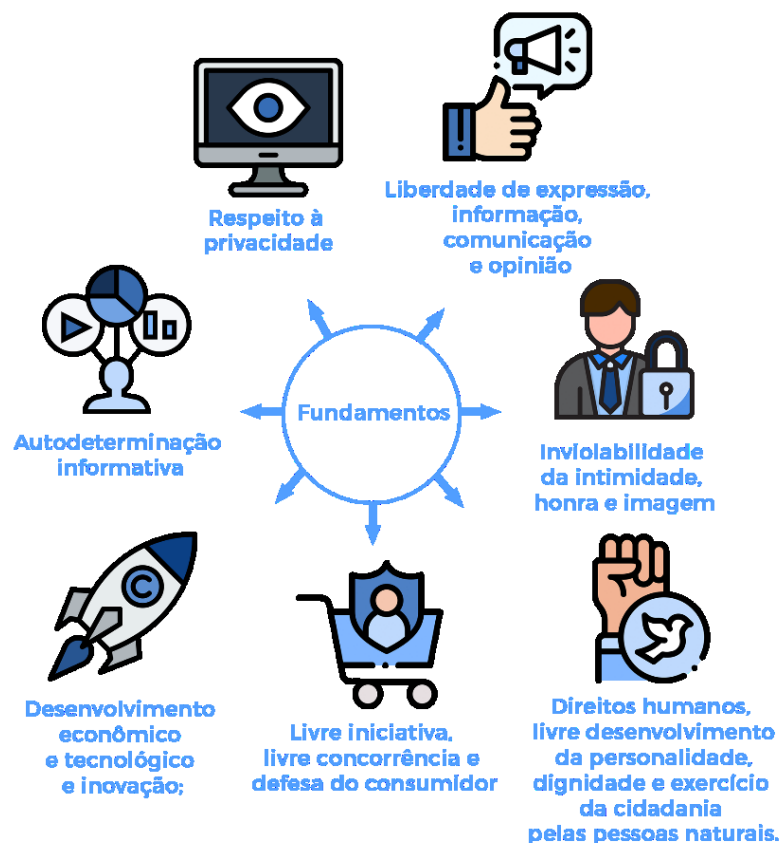 Respeito à
privacidade
Liberdade de expressão,
informação,
comunicação
e opinião
Autodeterminação
informativa
Fundamentos
Inviolabilidade
da intimidade,
honra e imagem
Desenvolvimento
econômico
e tecnológico
e inovação;
Livre iniciativa,
livre concorrência e
defesa do consumidor
Direitos humanos,
livre desenvolvimento
da personalidade,
dignidade e exercício
da cidadania
pelas pessoas naturais.
C